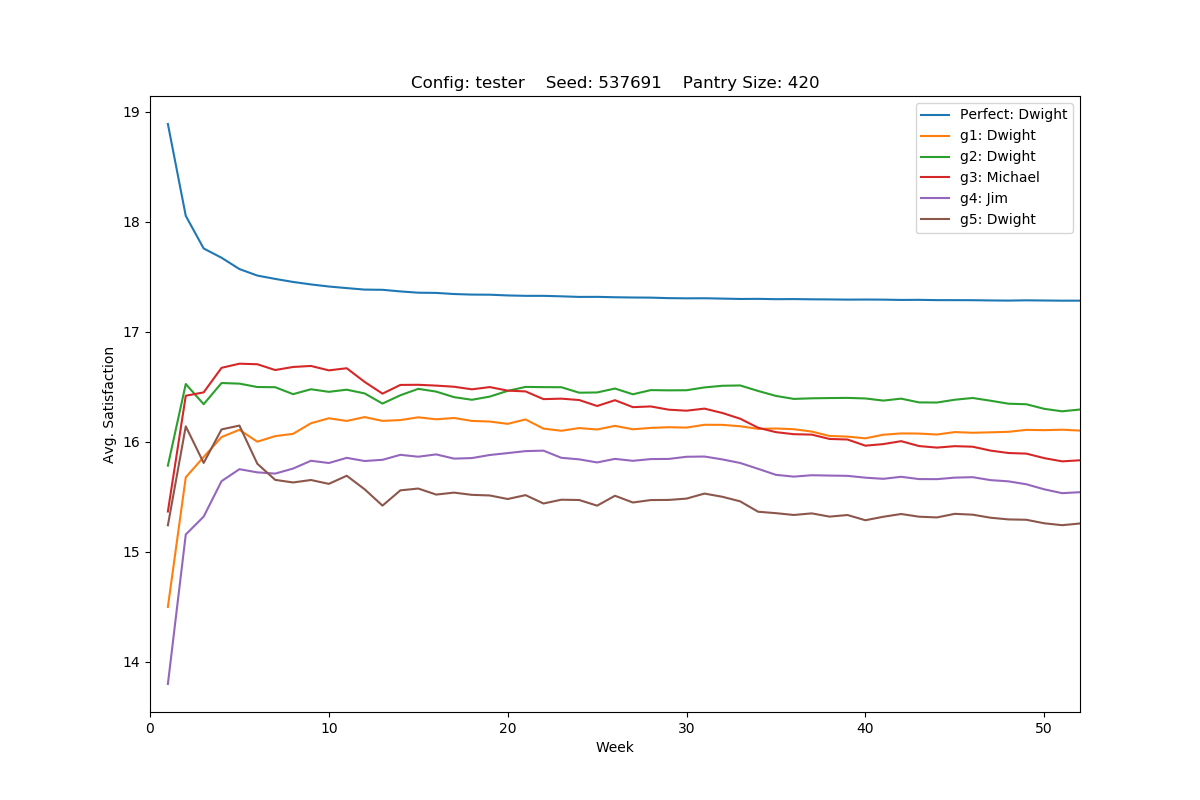 Config: tester    Seed: 537691    Pantry Size: 420
Perfect: Dwight
g1: Dwight
g2: Dwight
g3: Michael
g4: Jim
g5: Dwight
19
18
17
16
15
14
Avg. Satisfaction
0 10 20 30 40 50
Week